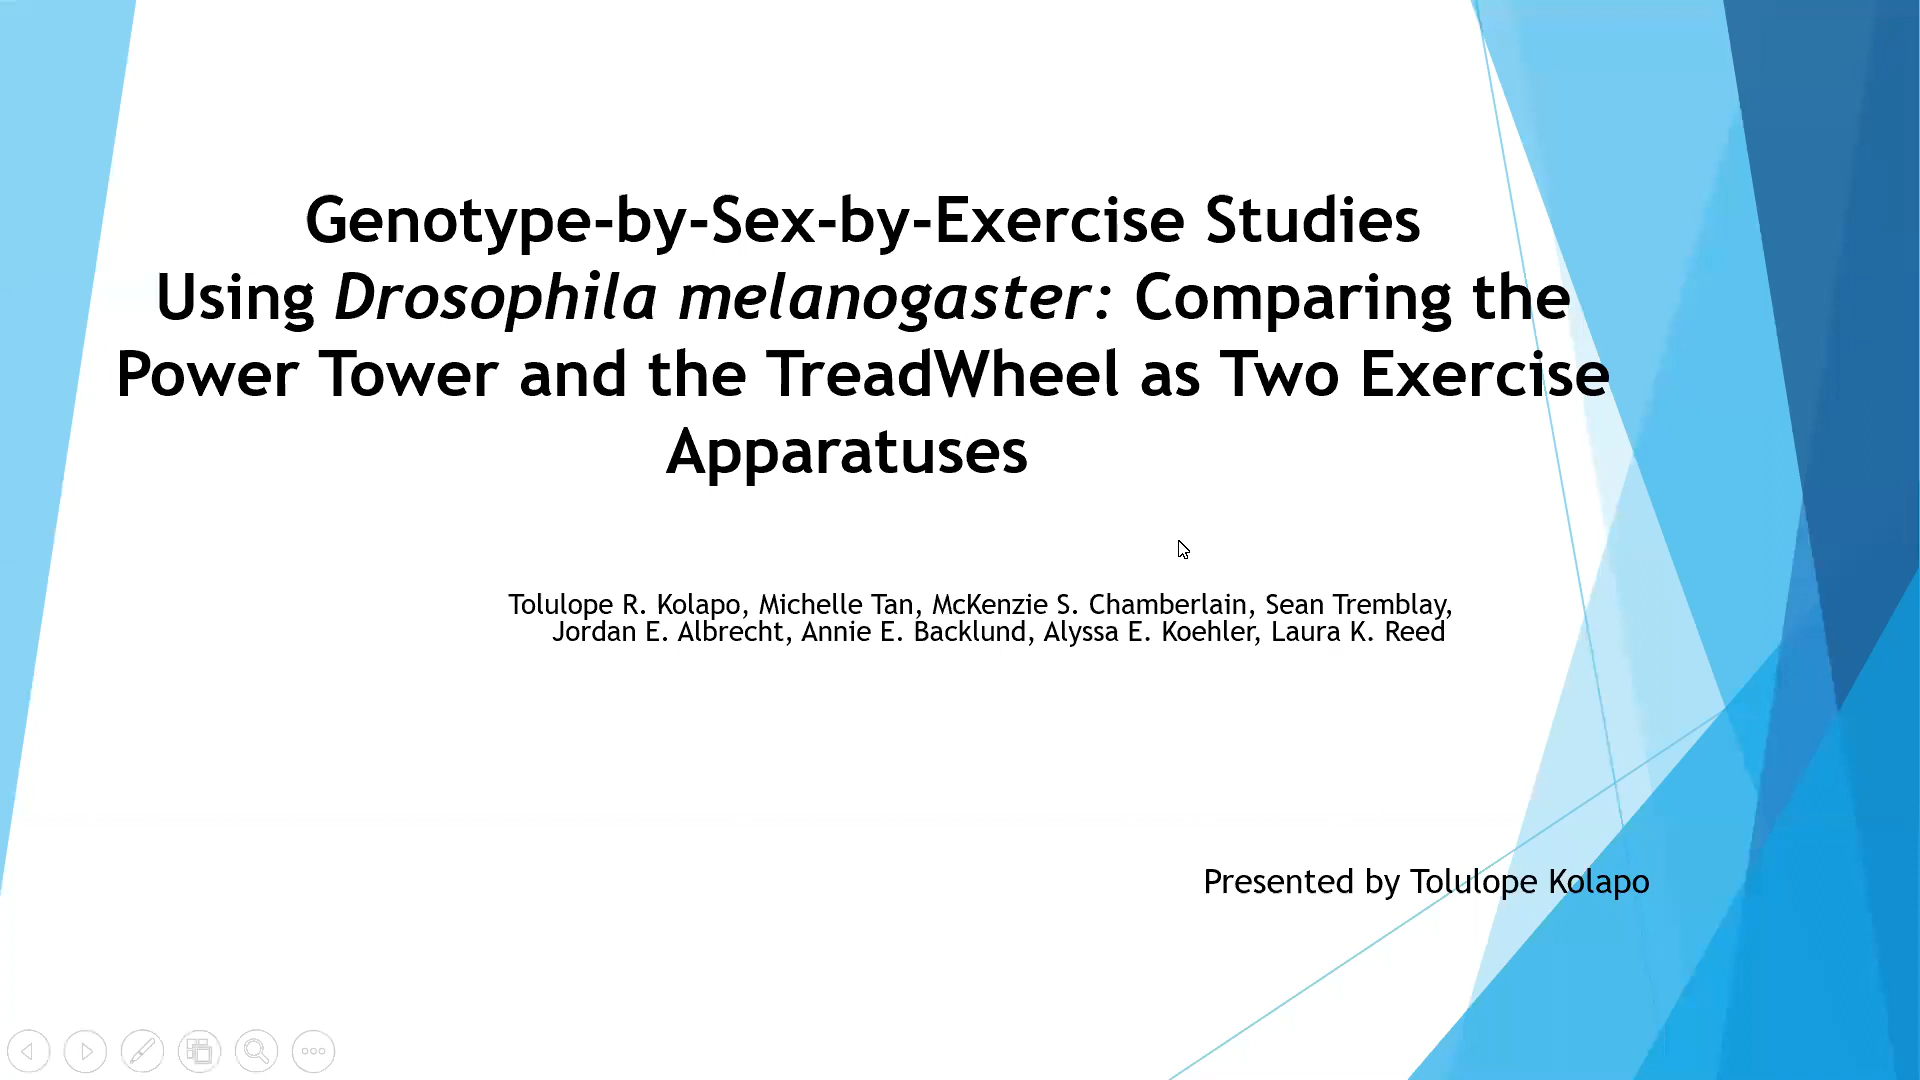 Genotype-by-Sex-by-Exercise Studies
Using Drosophila melanogaster: Comparing the
Power Tower and the TreadWheel as Two Exercise
Apparatuses
Tolulope R. Kolapo, Michelle Tan, McKenzie S. Chamberlain, Sean Tremblay,
Jordan E. Albrecht, Annie E. Backlund, Alyssa E. Koehler, Laura K. Reed
Presented by Tolulope Kolapo